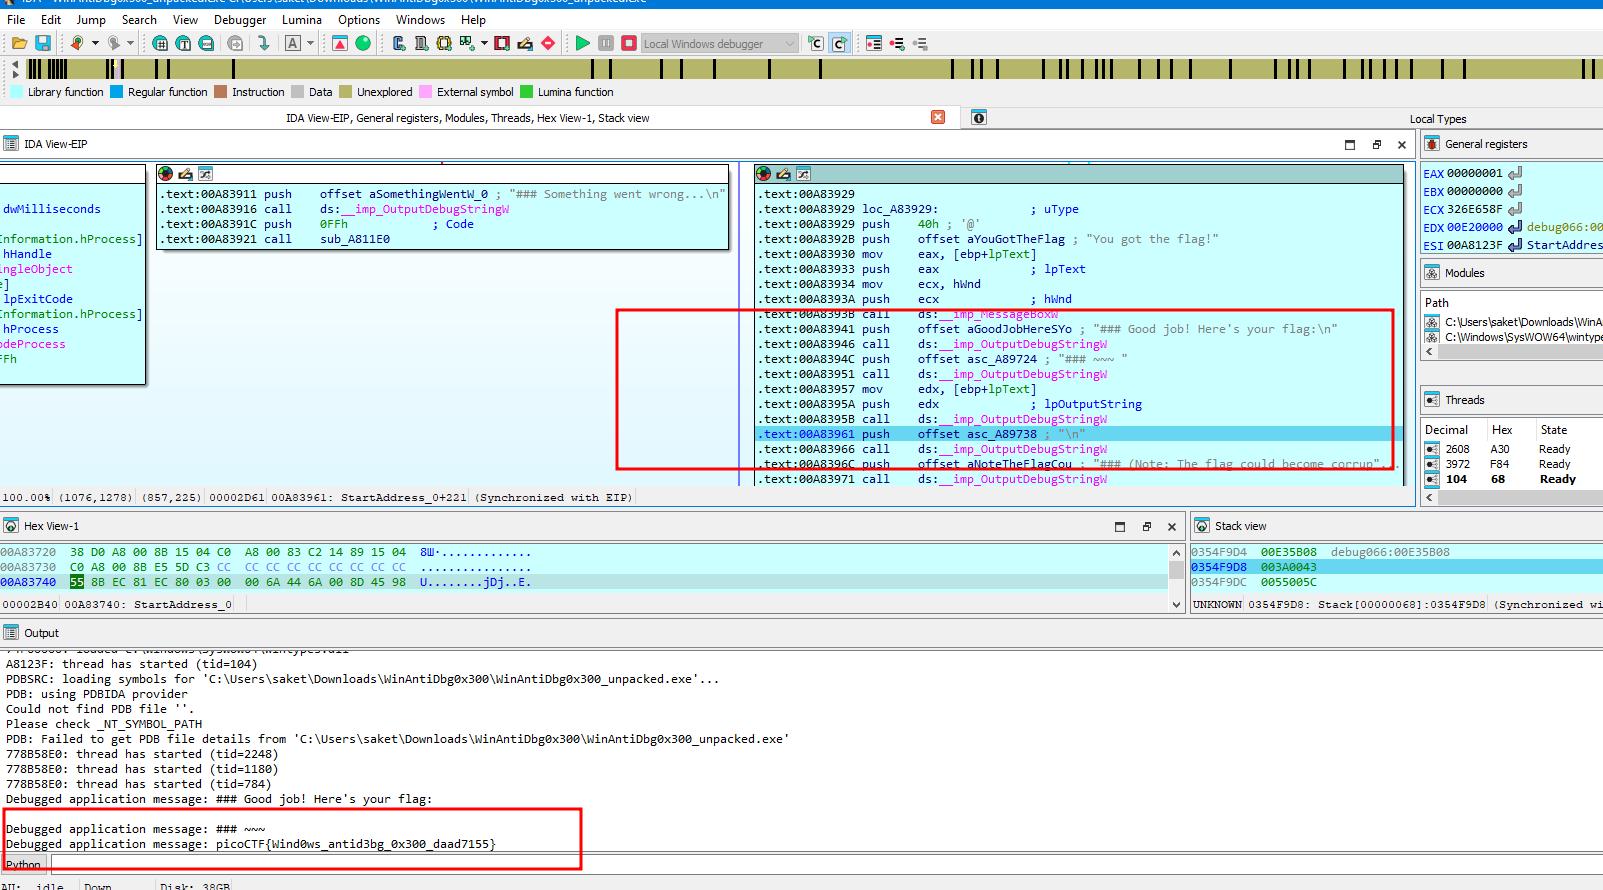 IDA - WinAntiDbg0x300_unpacked.exe C:\Users\saket\Downloads\WinAntiDbg0x300\WinAntiDbg0x300_unpacked.exe
File Edit Jump Search View Debugger Lumina Options Windows Help
Local Windows debugger
Library function Regular function Instruction Data Unexplored External symbol Lumina function
IDA View-EIP, General registers, Modules, Threads, Hex View-1, Stack view
Local Types
IDA View-EIP
dwMilliseconds
Information.hProcess]
hHandle
ingleObject
e]
lpExitCode
Information.hProcess]
hProcess
odeProcess
FFh
.text:00A83911 push offset aSomethingWentW_0 ; "### Something went wrong...\n"
.text:00A83916 call ds:__imp_OutputDebugStringW
.text:00A8391C push 0FFh ; Code
.text:00A83921 call sub_A811E0
.text:00A83929
.text:00A83929 loc_A83929: ; uType
.text:00A83929 push 40h ; '@'
.text:00A8392B push offset aYouGotTheFlag ; "You got the flag!"
.text:00A83930 mov eax, [ebp+lpText]
.text:00A83933 push eax ; lpText
.text:00A83934 mov ecx, hWnd
.text:00A8393A push ecx ; hWnd
.text:00A8393B call ds:__imp_MessageBoxW
.text:00A83941 push offset aGoodJobHereSYo ; "### Good job! Here's your flag:\n"
.text:00A83946 call ds:__imp_OutputDebugStringW
.text:00A8394C push offset asc_A89724 ; "### ~~~ "
.text:00A83951 call ds:__imp_OutputDebugStringW
.text:00A83957 mov edx, [ebp+lpText]
.text:00A8395A push edx ; lpOutputString
.text:00A8395B call ds:__imp_OutputDebugStringW
.text:00A83961 push offset asc_A89738 ; "\n"
.text:00A83966 call ds:__imp_OutputDebugStringW
.text:00A8396C push offset aNoteTheFlagCou ; "### (Note: The flag could become corrup"...
.text:00A83971 call ds:__imp_OutputDebugStringW
100.00% (1076,1278) (857,225) 00002D61 00A83961: StartAddress_0+221 (Synchronized with EIP)
General registers
EAX 00000001
EBX 00000000
ECX 326E658F
EDX 00E20000 debug066:00
ESI 00A8123F StartAddres
Modules
Path
C:\Users\saket\Downloads\WinA
C:\Windows\SysWOW64\wintype
Threads
Decimal Hex State
2608 A30 Ready
3972 F84 Ready
104 68 Ready
Hex View-1
00A83720 38 D0 A8 00 8B 15 04 C0 A8 00 83 C2 14 89 15 04
00A83730 C0 A8 00 8B E5 5D C3 CC CC CC CC CC CC CC CC CC
00A83740 55 8B EC 81 EC 80 03 00 00 6A 44 6A 00 8D 45 98 U........jDj..E.
00002B40 00A83740: StartAddress_0
Stack view
0354F9D4 00E35B08 debug066:00E35B08
0354F9D8 003A0043
0354F9DC 0055005C
UNKNOWN 0354F9D8: Stack[00000068]:0354F9D8 (Synchronized wi
Output
A8123F: thread has started (tid=104)
PDBSRC: loading symbols for 'C:\Users\saket\Downloads\WinAntiDbg0x300\WinAntiDbg0x300_unpacked.exe'...
PDB: using PDBIDA provider
Could not find PDB file ''.
Please check _NT_SYMBOL_PATH
PDB: Failed to get PDB file details from 'C:\Users\saket\Downloads\WinAntiDbg0x300\WinAntiDbg0x300_unpacked.exe'
778B58E0: thread has started (tid=2248)
778B58E0: thread has started (tid=1180)
778B58E0: thread has started (tid=784)
Debugged application message: ### Good job! Here's your flag:
Debugged application message: ### ~~~
Debugged application message: picoCTF{Wind0ws_antid3bg_0x300_daad7155}
Python
AU: idle Down Disk: 38GB